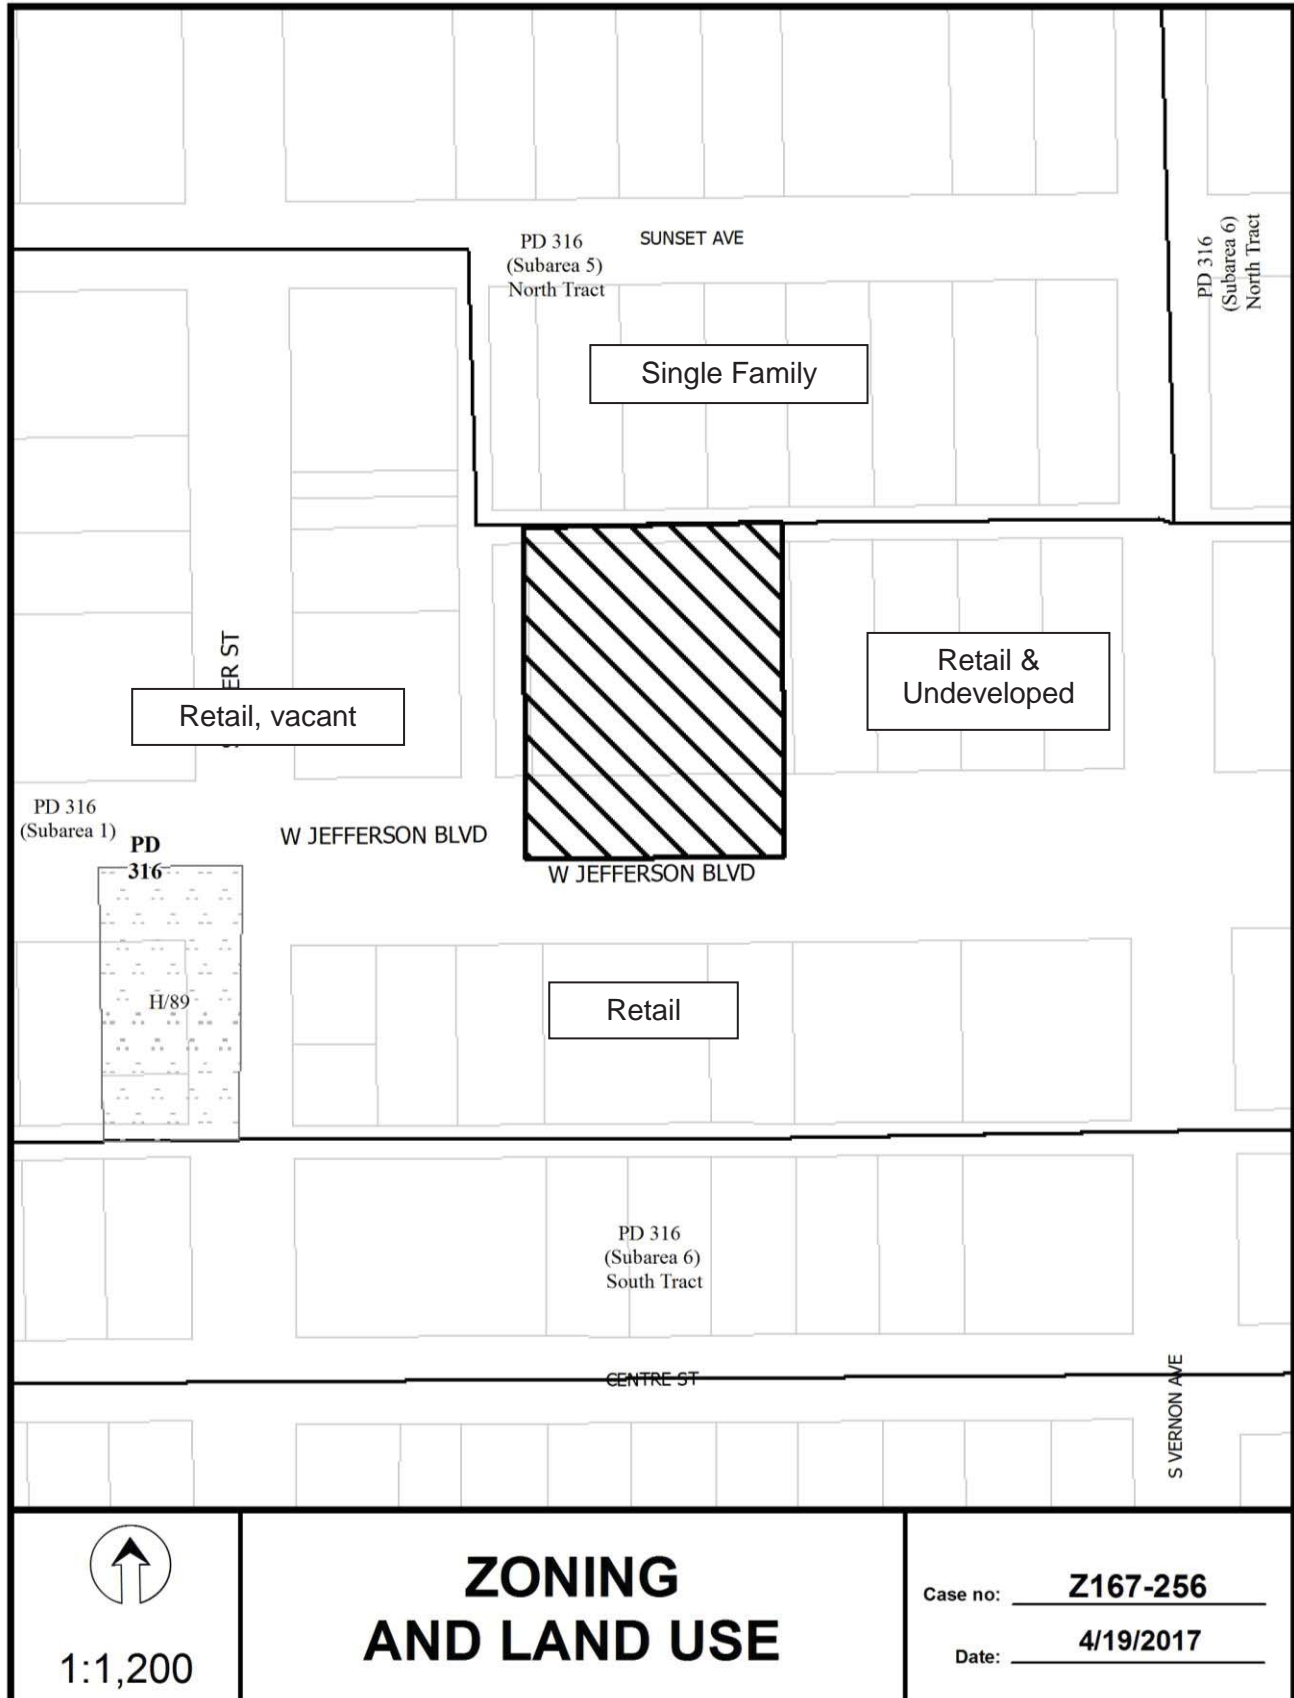 PD 316
(Subarea 5)
North Tract
SUNSET AVE
PD 316
(Subarea 6)
North Tract
Single Family
ER ST
Retail, vacant
Retail &
Undeveloped
PD 316
(Subarea 1)
PD
316
W JEFFERSON BLVD
W JEFFERSON BLVD
H/89
Retail
PD 316
(Subarea 6)
South Tract
CENTRE ST
S VERNON AVE
1:1,200
ZONING
AND LAND USE
Case no: Z167-256
Date: 4/19/2017